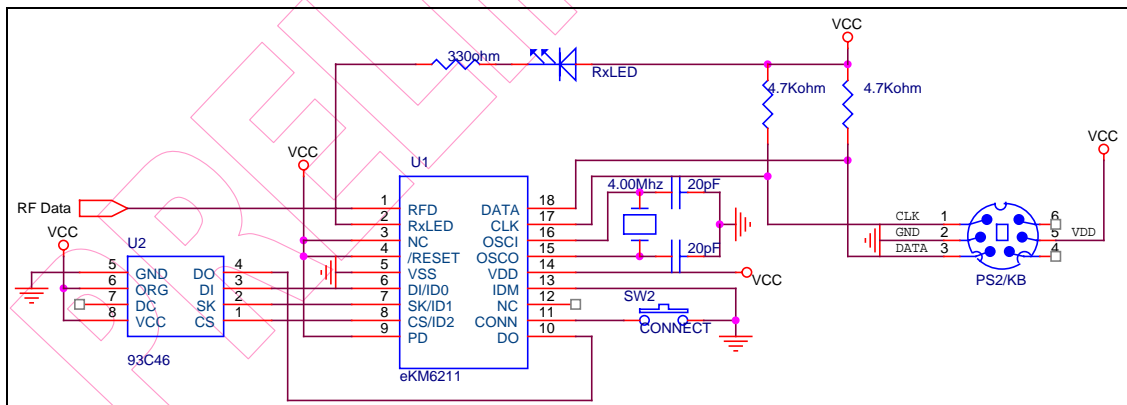 VCC
330ohm
RxLED
4.7Kohm
4.7Kohm
VCC
VCC
U1
4.00Mhz
20pF
20pF
RF Data
1 RFD DATA 18
2 RxLED CLK 17
3 NC OSCI 16
4 /RESET OSCO 15
5 VSS VDD 14
6 DI/ID0 IDM 13
7 SK/ID1 NC 12
8 CS/ID2 CONN 11
9 PD DO 10
eKM6211
VCC
U2
5 GND DO 4
6 ORG DI 3
7 DC SK 2
8 VCC CS 1
93C46
VCC
SW2
CONNECT
CLK 1 6
GND 2 5 VDD
DATA 3 4
PS2/KB